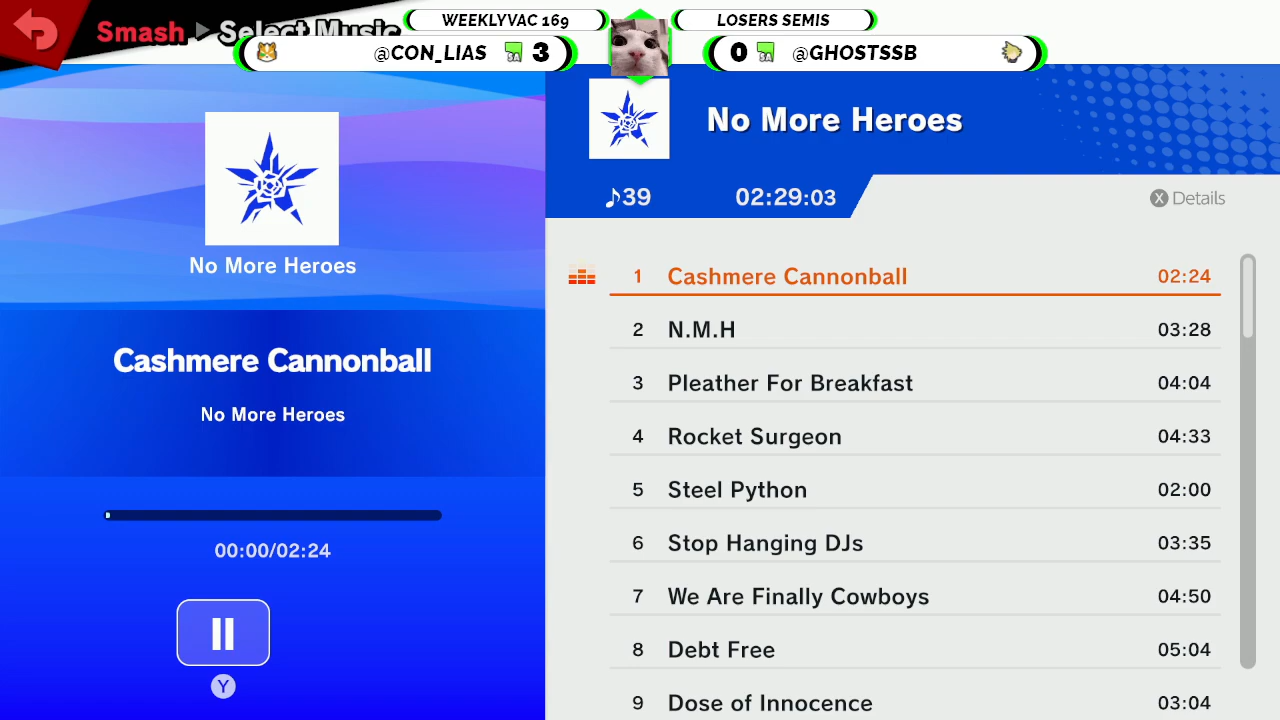 Smash ▶ Select Music
WEEKLYVAC 169
LOSERS SEMIS
@CON_LIAS SA 3
0 SA @GHOSTSSB
No More Heroes
♪39 02:29:03
X Details
No More Heroes
Cashmere Cannonball
No More Heroes
00:00/02:24
Y
1 Cashmere Cannonball 02:24
2 N.M.H 03:28
3 Pleather For Breakfast 04:04
4 Rocket Surgeon 04:33
5 Steel Python 02:00
6 Stop Hanging DJs 03:35
7 We Are Finally Cowboys 04:50
8 Debt Free 05:04
9 Dose of Innocence 03:04